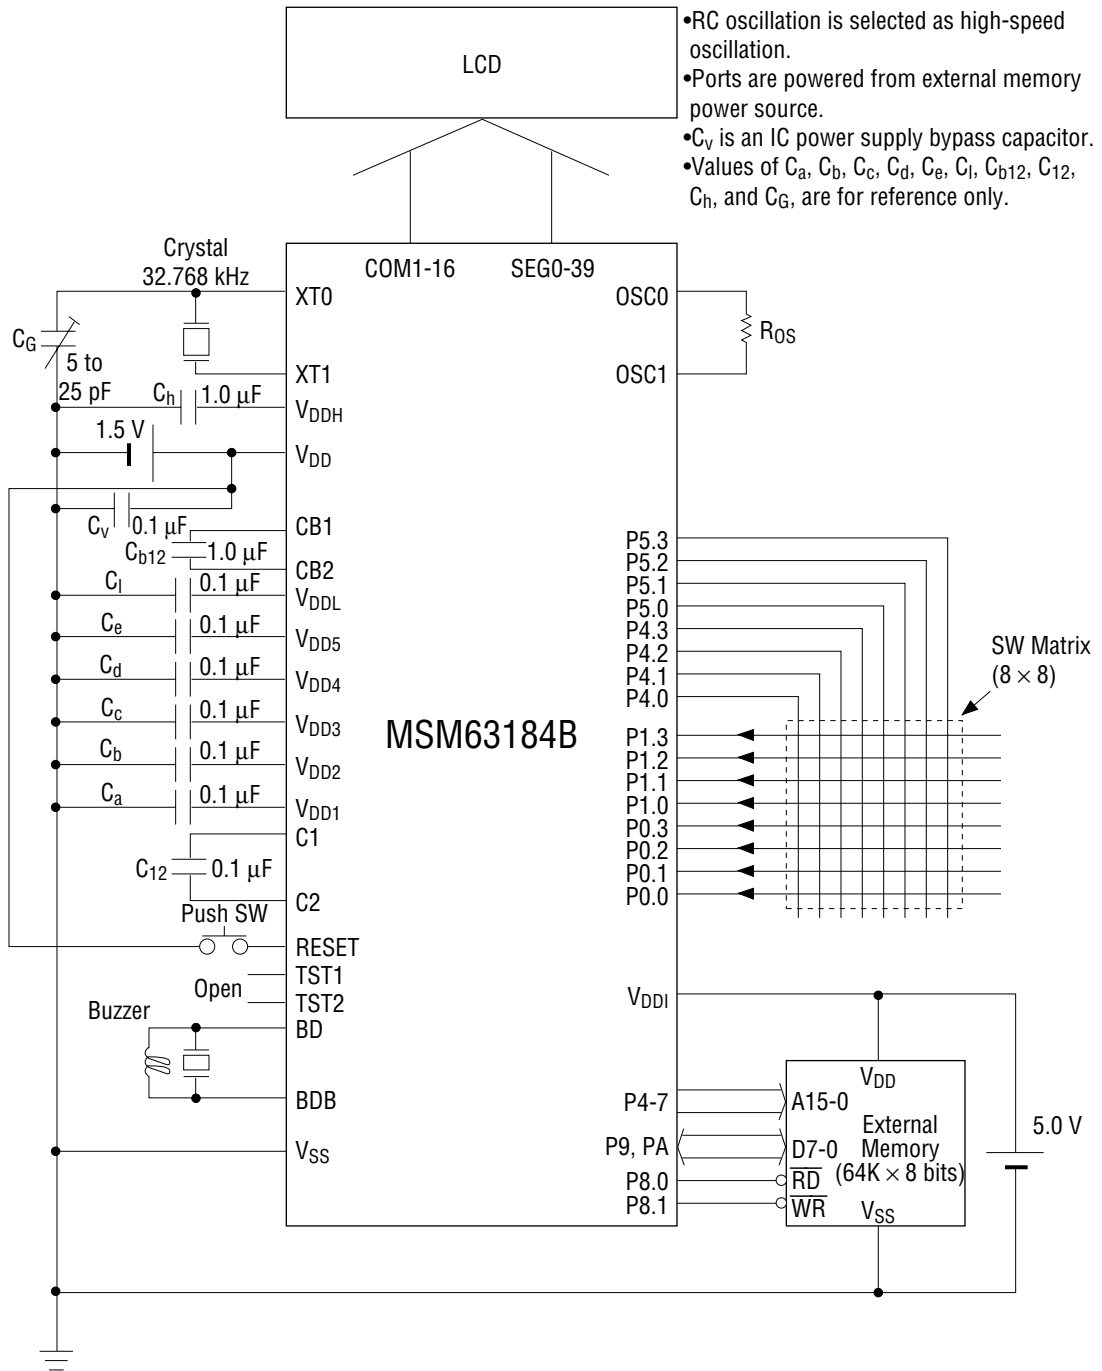 LCD
•RC oscillation is selected as high-speed
oscillation.
•Ports are powered from external memory
power source.
•Cv is an IC power supply bypass capacitor.
•Values of Ca, Cb, Cc, Cd, Ce, Cl, Cb12, C12,
Ch, and CG, are for reference only.
Crystal
32.768 kHz
CG
5 to
25 pF
Ch 1.0 µF
1.5 V
Cv 0.1 µF
Cb12 1.0 µF
Cl 0.1 µF
Ce 0.1 µF
Cd 0.1 µF
Cc 0.1 µF
Cb 0.1 µF
Ca 0.1 µF
C12 0.1 µF
Push SW
Open
Buzzer
COM1-16 SEG0-39
XT0
XT1
VDDH
VDD
CB1
CB2
VDDL
VDD5
VDD4
VDD3
VDD2
VDD1
C1
C2
RESET
TST1
TST2
BD
BDB
VSS
MSM63184B
OSC0
OSC1
ROS
P5.3
P5.2
P5.1
P5.0
P4.3
P4.2
P4.1
P4.0
P1.3
P1.2
P1.1
P1.0
P0.3
P0.2
P0.1
P0.0
SW Matrix
(8 × 8)
VDDI
P4-7
P9, PA
P8.0
P8.1
VDD
A15-0
External
Memory
D7-0
(64K × 8 bits)
RD
WR
VSS
5.0 V